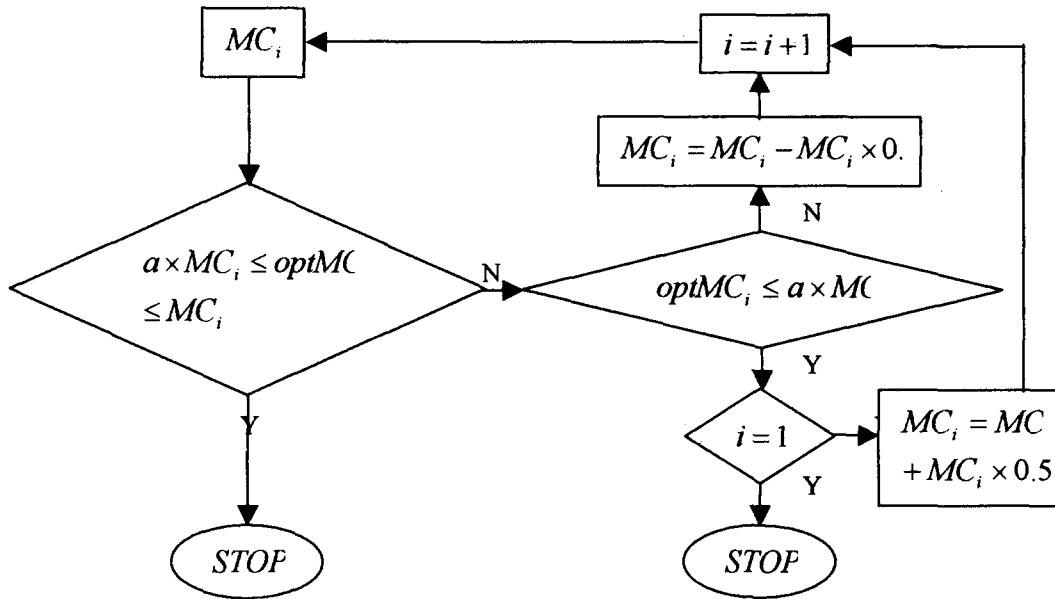 MC_i
i = i + 1
MC_i = MC_i − MC_i × 0.
N
a × MC_i ≤ optMC
≤ MC_i
N
optMC_i ≤ a × MC
Y
Y
i = 1
MC_i = MC
+ MC_i × 0.5
Y
STOP
STOP